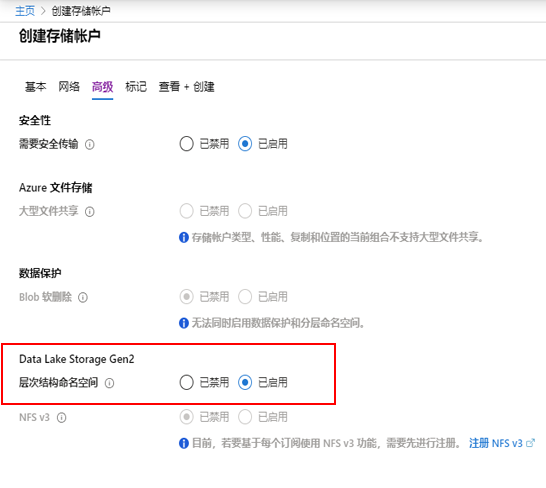 主页 > 创建存储帐户
创建存储帐户
基本 网络 高级 标记 查看 + 创建
安全性
需要安全传输 已禁用 已启用
Azure 文件存储
大型文件共享 已禁用 已启用
存储帐户类型、性能、复制和位置的当前组合不支持大型文件共享。
数据保护
Blob 软删除 已禁用 已启用
无法同时启用数据保护和分层命名空间。
Data Lake Storage Gen2
层次结构命名空间 已禁用 已启用
NFS v3 已禁用 已启用
目前，若要基于每个订阅使用 NFS v3 功能，需要先进行注册。 注册 NFS v3